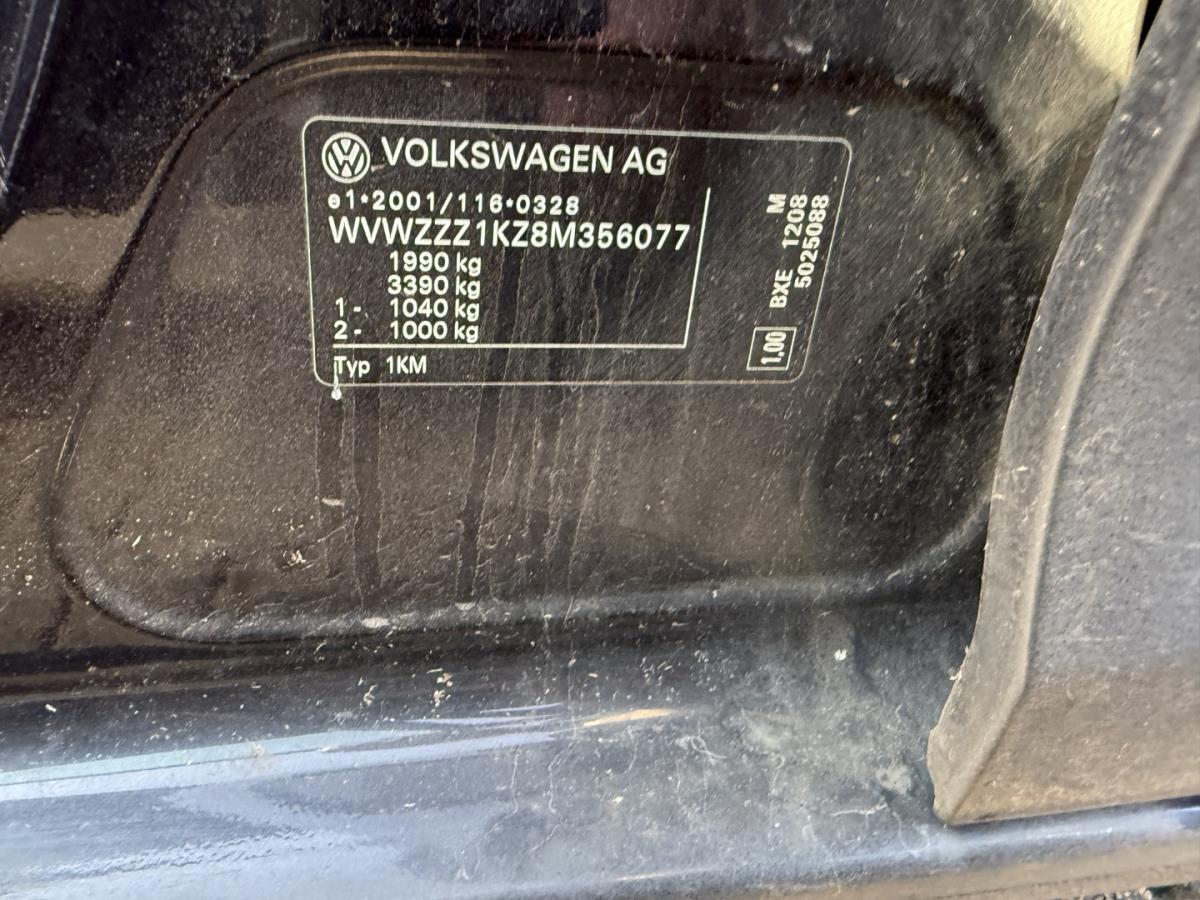 VOLKSWAGEN AG
e1*2001/116*0328
WVWZZZ1KZ8M356077
1990 kg
3390 kg
1- 1040 kg
2- 1000 kg
Typ 1KM
M
BXE 1208
5025088
1.00